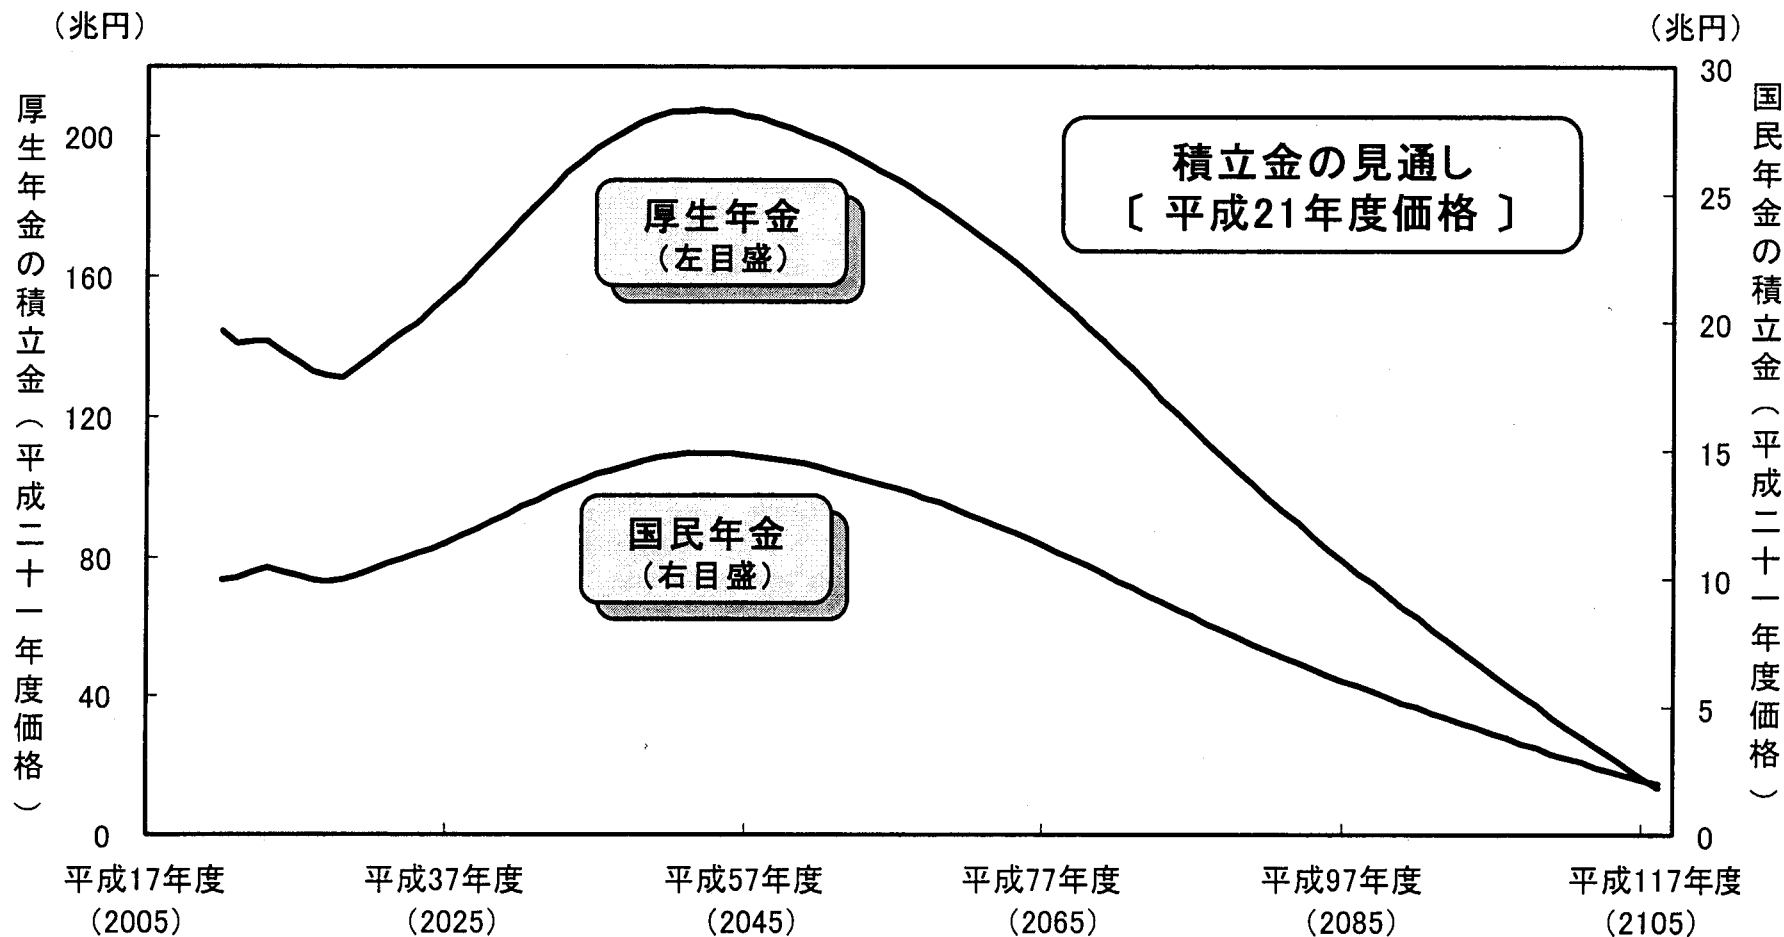 （兆円）
（兆円）
厚生年金の積立金（平成二十一年度価格）
国民年金の積立金（平成二十一年度価格）
積立金の見通し
〔 平成21年度価格 〕
厚生年金
（左目盛）
国民年金
（右目盛）
200
160
120
80
40
0
30
25
20
15
10
5
0
平成17年度
（2005）
平成37年度
（2025）
平成57年度
（2045）
平成77年度
（2065）
平成97年度
（2085）
平成117年度
（2105）